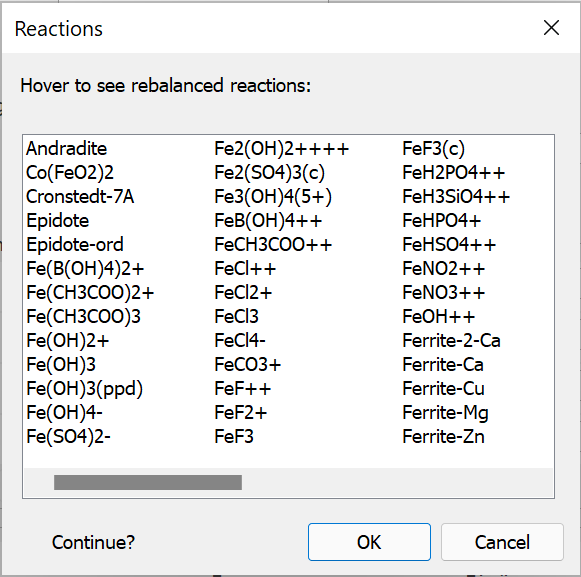 Reactions
Hover to see rebalanced reactions:
Andradite Fe2(OH)2++++ FeF3(c)
Co(FeO2)2 Fe2(SO4)3(c) FeH2PO4++
Cronstedt-7A Fe3(OH)4(5+) FeH3SiO4++
Epidote FeB(OH)4++ FeHPO4+
Epidote-ord FeCH3COO++ FeHSO4++
Fe(B(OH)4)2+ FeCl++ FeNO2++
Fe(CH3COO)2+ FeCl2+ FeNO3++
Fe(CH3COO)3 FeCl3 FeOH++
Fe(OH)2+ FeCl4- Ferrite-2-Ca
Fe(OH)3 FeCO3+ Ferrite-Ca
Fe(OH)3(ppd) FeF++ Ferrite-Cu
Fe(OH)4- FeF2+ Ferrite-Mg
Fe(SO4)2- FeF3 Ferrite-Zn
Continue? OK Cancel